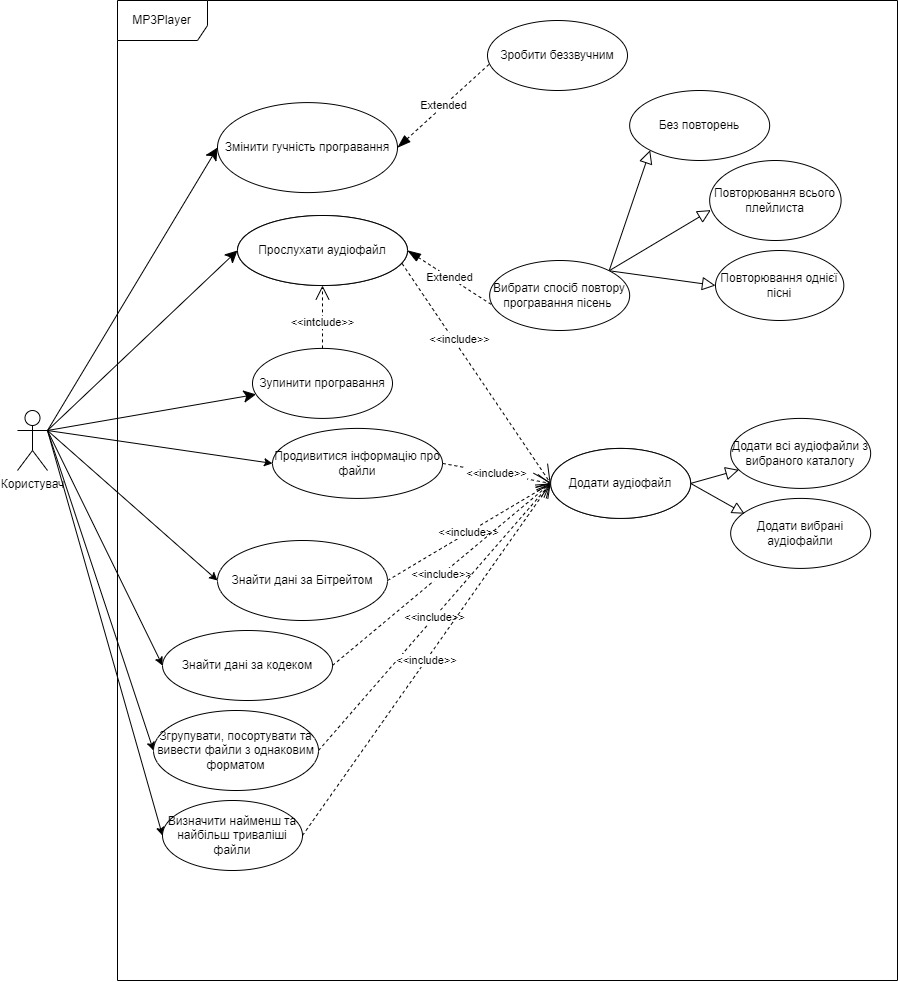 MP3Player
Зробити беззвучним
Extended
Без повторень
Змінити гучність програвання
Повторювання всього
плейлиста
Прослухати аудіофайл
Extended
Вибрати спосіб повтору
програвання пісень
Повторювання однієї
пісні
<<intclude>>
<<include>>
Зупинити програвання
Користувач
Продивитися інформацію про
файли
<<include>>
Додати аудіофайл
Додати всі аудіофайли з
вибраного каталогу
Додати вибрані
аудіофайли
<<include>>
Знайти дані за Бітрейтом
<<include>>
<<include>>
Знайти дані за кодеком
<<include>>
Згрупувати, посортувати та
вивести файли з однаковим
форматом
Визначити найменш та
найбільш триваліші
файли